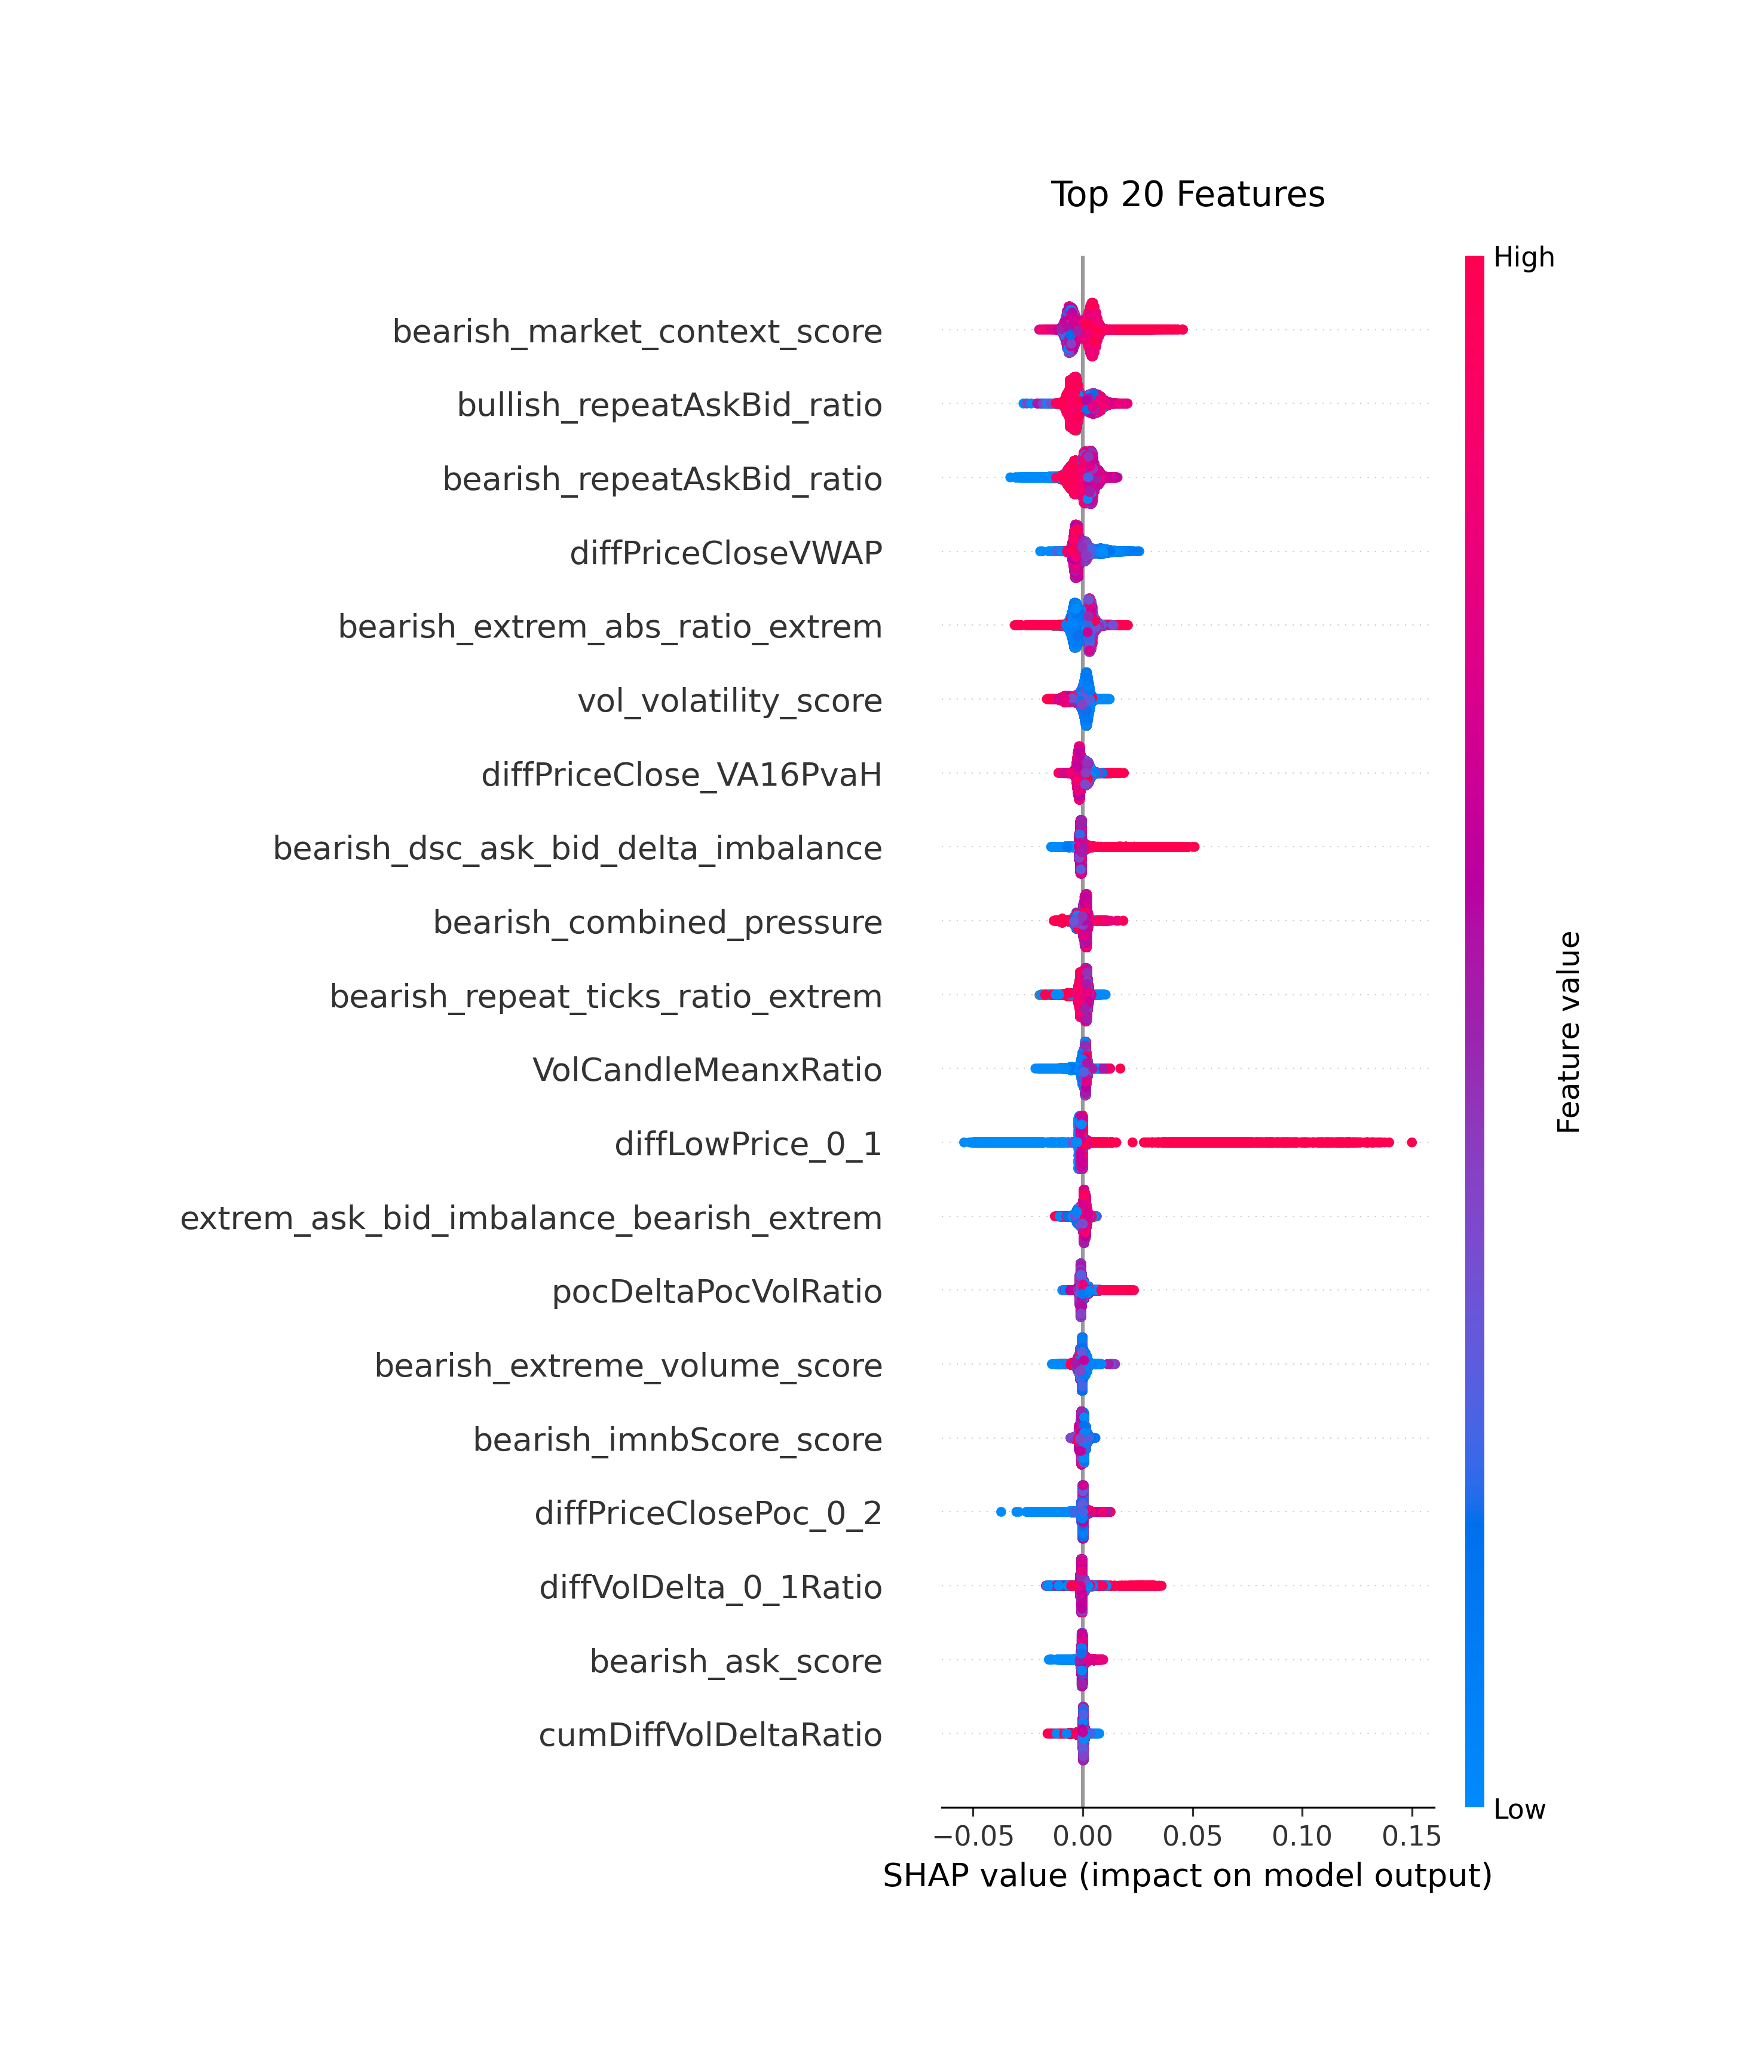 Top 20 Features
High
bearish_market_context_score
bullish_repeatAskBid_ratio
bearish_repeatAskBid_ratio
diffPriceCloseVWAP
bearish_extrem_abs_ratio_extrem
vol_volatility_score
diffPriceClose_VA16PvaH
bearish_dsc_ask_bid_delta_imbalance
bearish_combined_pressure
bearish_repeat_ticks_ratio_extrem
VolCandleMeanxRatio
diffLowPrice_0_1
extrem_ask_bid_imbalance_bearish_extrem
pocDeltaPocVolRatio
bearish_extreme_volume_score
bearish_imnbScore_score
diffPriceClosePoc_0_2
diffVolDelta_0_1Ratio
bearish_ask_score
cumDiffVolDeltaRatio
Feature value
Low
−0.05 0.00 0.05 0.10 0.15
SHAP value (impact on model output)